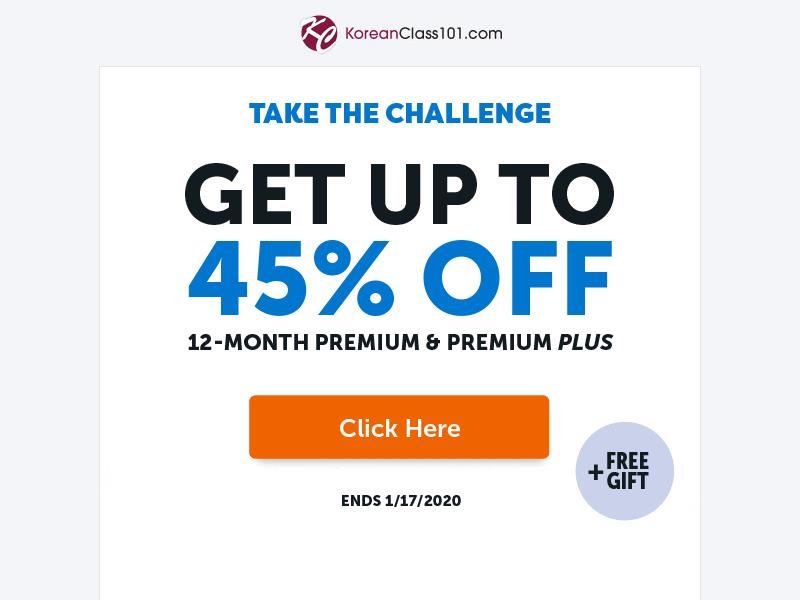 KoreanClass101.com
TAKE THE CHALLENGE
GET UP TO
45% OFF
12-MONTH PREMIUM & PREMIUM PLUS
Click Here
+FREE
GIFT
ENDS 1/17/2020